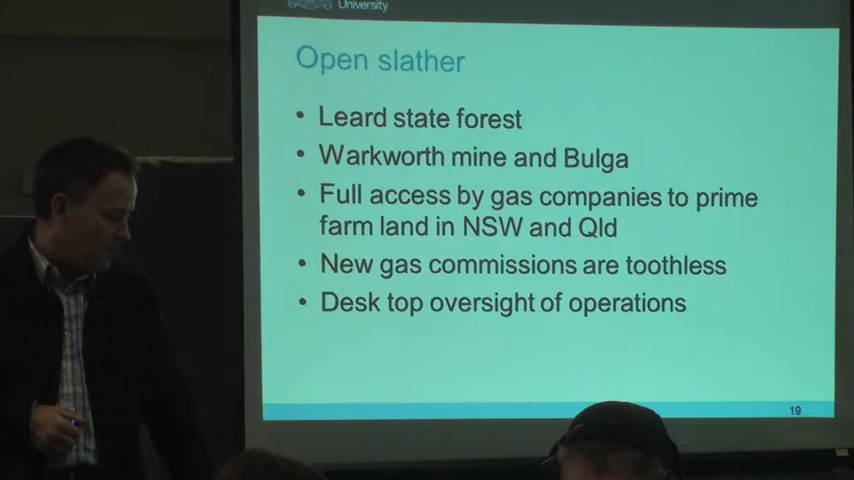 University
Open slather
• Leard state forest
• Warkworth mine and Bulga
• Full access by gas companies to prime
farm land in NSW and Qld
• New gas commissions are toothless
• Desk top oversight of operations
19